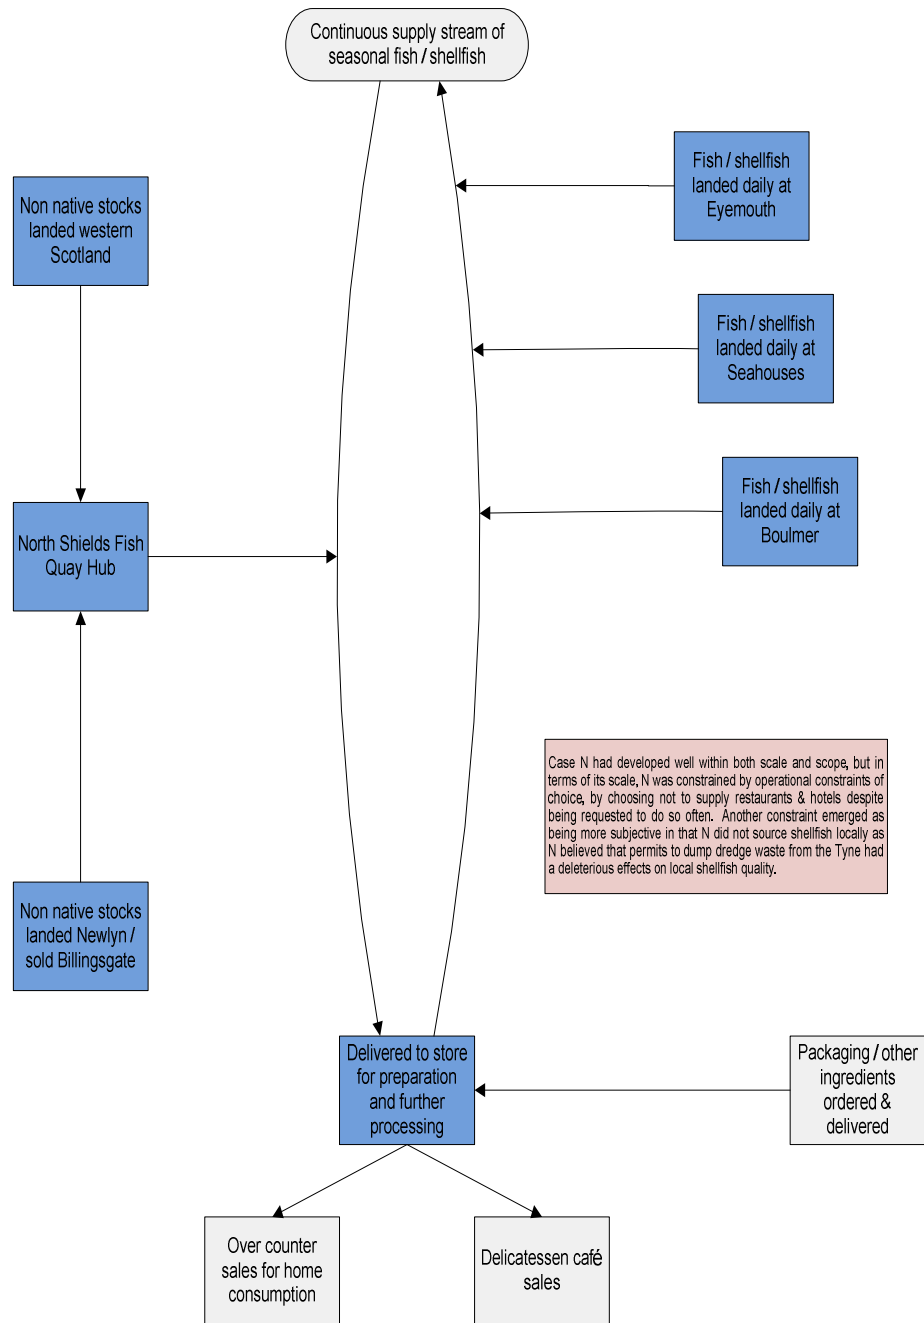 Continuous supply stream of
seasonal fish / shellfish
Fish / shellfish
landed daily at
Eyemouth
Non native stocks
landed western
Scotland
Fish / shellfish
landed daily at
Seahouses
Fish / shellfish
landed daily at
Boulmer
North Shields Fish
Quay Hub
Case N had developed well within both scale and scope, but in
terms of its scale, N was constrained by operational constraints of
choice, by choosing not to supply restaurants & hotels despite
being requested to do so often. Another constraint emerged as
being more subjective in that N did not source shellfish locally as
N believed that permits to dump dredge waste from the Tyne had
a deleterious effects on local shellfish quality.
Non native stocks
landed Newlyn /
sold Billingsgate
Delivered to store
for preparation
and further
processing
Packaging / other
ingredients
ordered &
delivered
Over counter
sales for home
consumption
Delicatessen café
sales